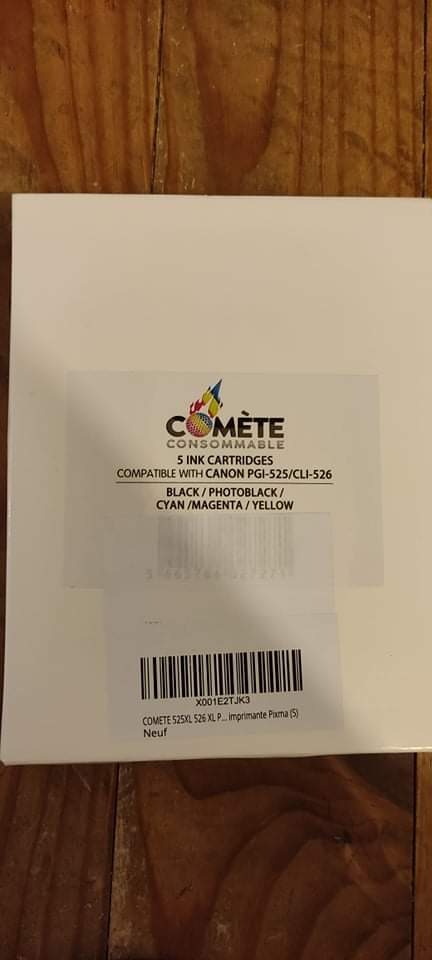 COMÈTE
CONSOMMABLE
5 INK CARTRIDGES
COMPATIBLE WITH CANON PGI-525/CLI-526
BLACK / PHOTOBLACK /
CYAN /MAGENTA / YELLOW
X001E2TJK3
COMETE 525XL 526 XL P... imprimante Pixma (5)
Neuf